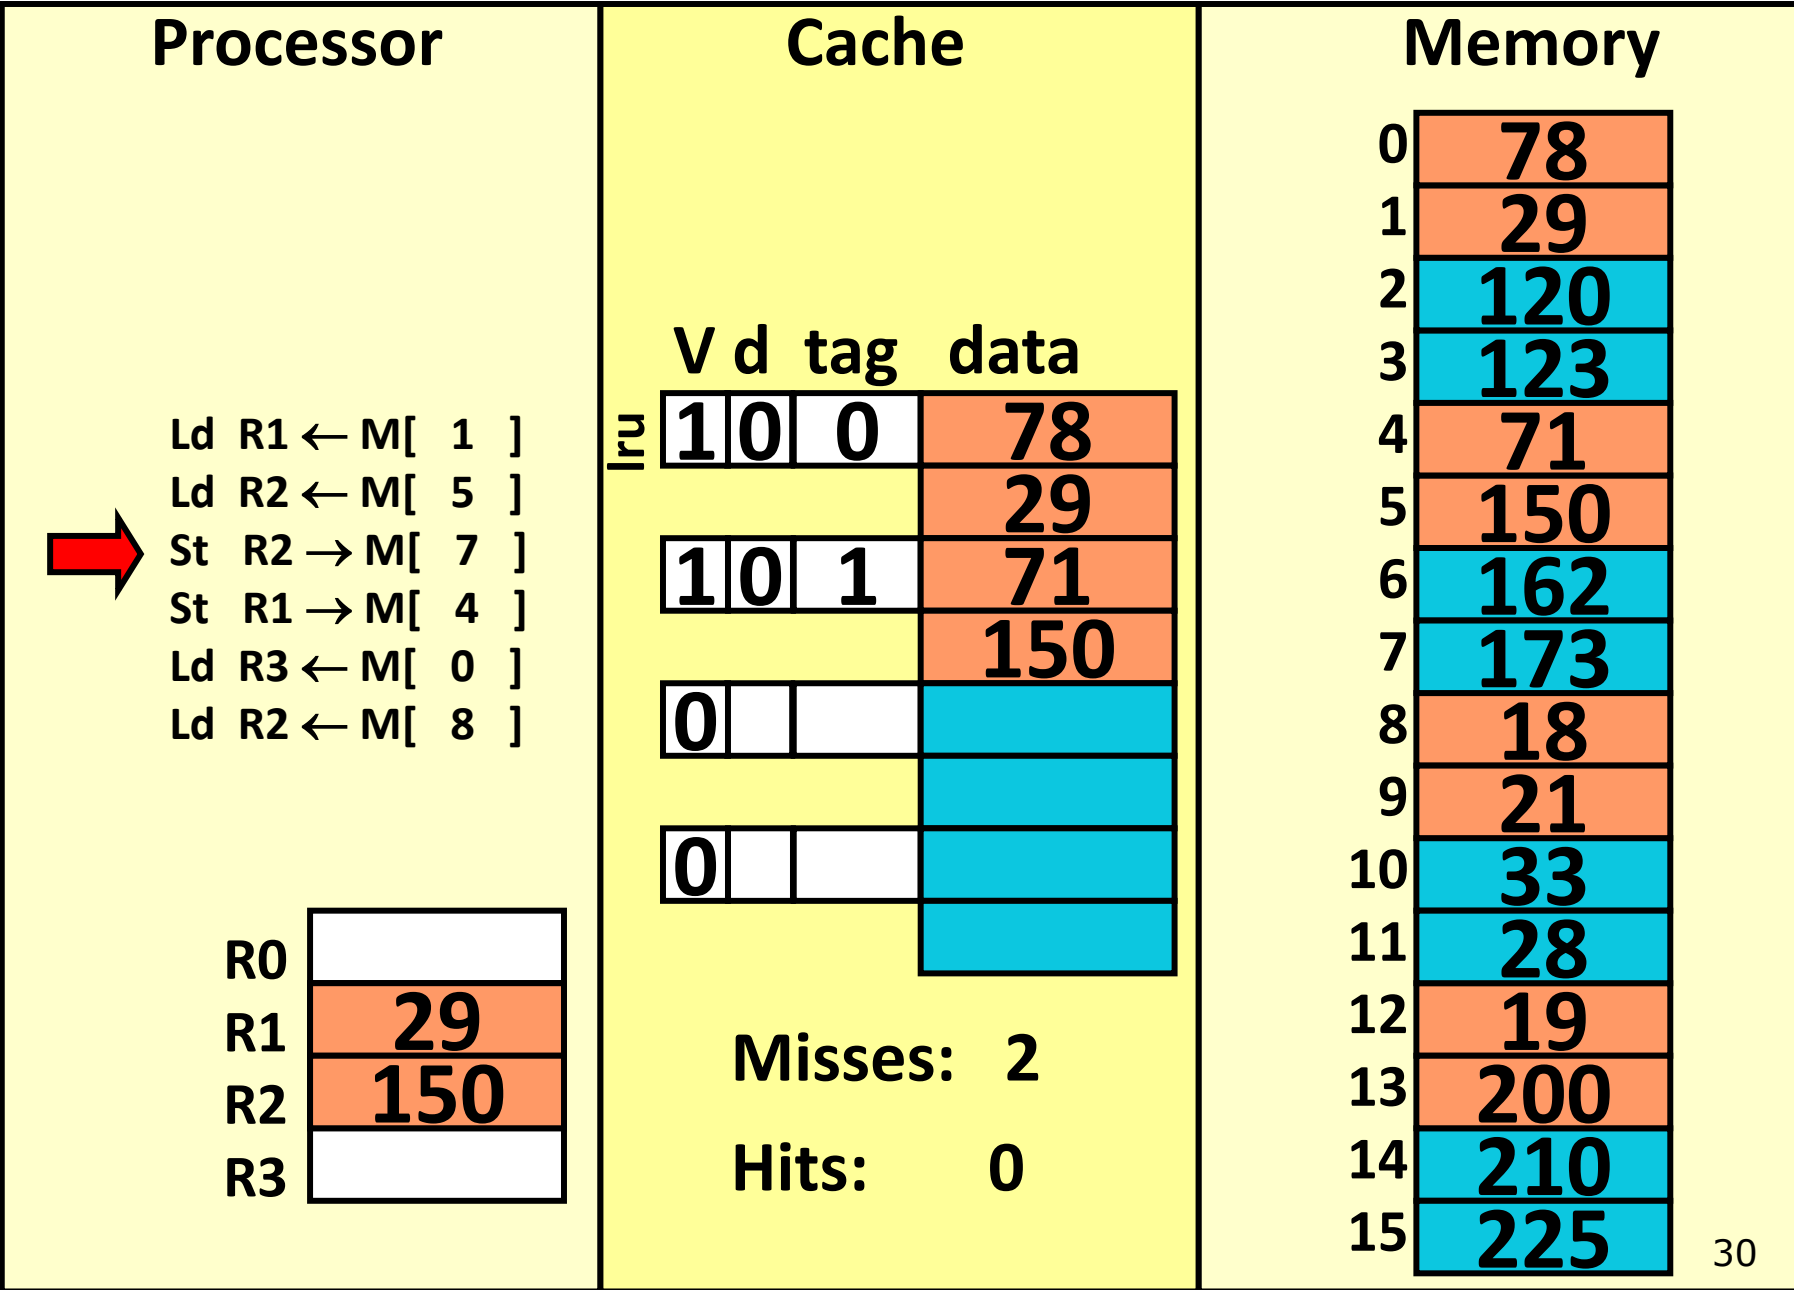 Processor
Ld R1 ← M[ 1 ]
Ld R2 ← M[ 5 ]
St R2 → M[ 7 ]
St R1 → M[ 4 ]
Ld R3 ← M[ 0 ]
Ld R2 ← M[ 8 ]
R0
R1 29
R2 150
R3
Cache
V d tag data
lru 1 0 0 78
29
1 0 1 71
150
0
0
Misses: 2
Hits: 0
Memory
0 78
1 29
2 120
3 123
4 71
5 150
6 162
7 173
8 18
9 21
10 33
11 28
12 19
13 200
14 210
15 225
30